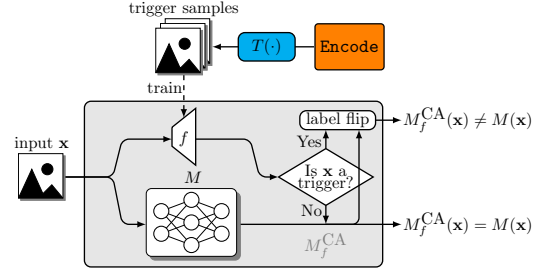 trigger samples
T(·)
Encode
train
input x
f
label flip
M_f^CA(x) ≠ M(x)
Yes
Is x a
trigger?
M
No
M_f^CA(x) = M(x)
M_f^CA